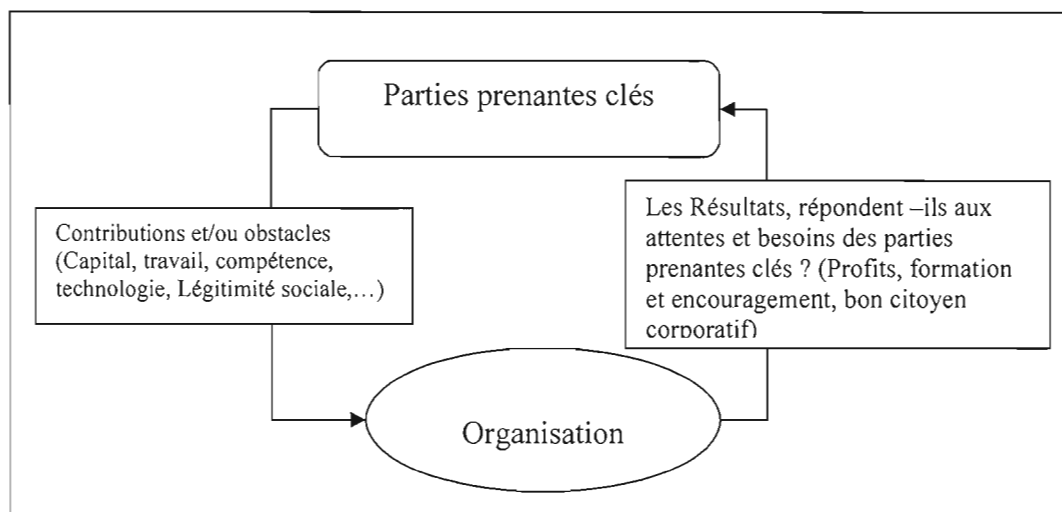 Parties prenantes clés
Contributions et/ou obstacles
(Capital, travail, compétence,
technologie, Légitimité sociale,...)
Les Résultats, répondent –ils aux
attentes et besoins des parties
prenantes clés ? (Profits, formation
et encouragement, bon citoyen
corporatif)
Organisation